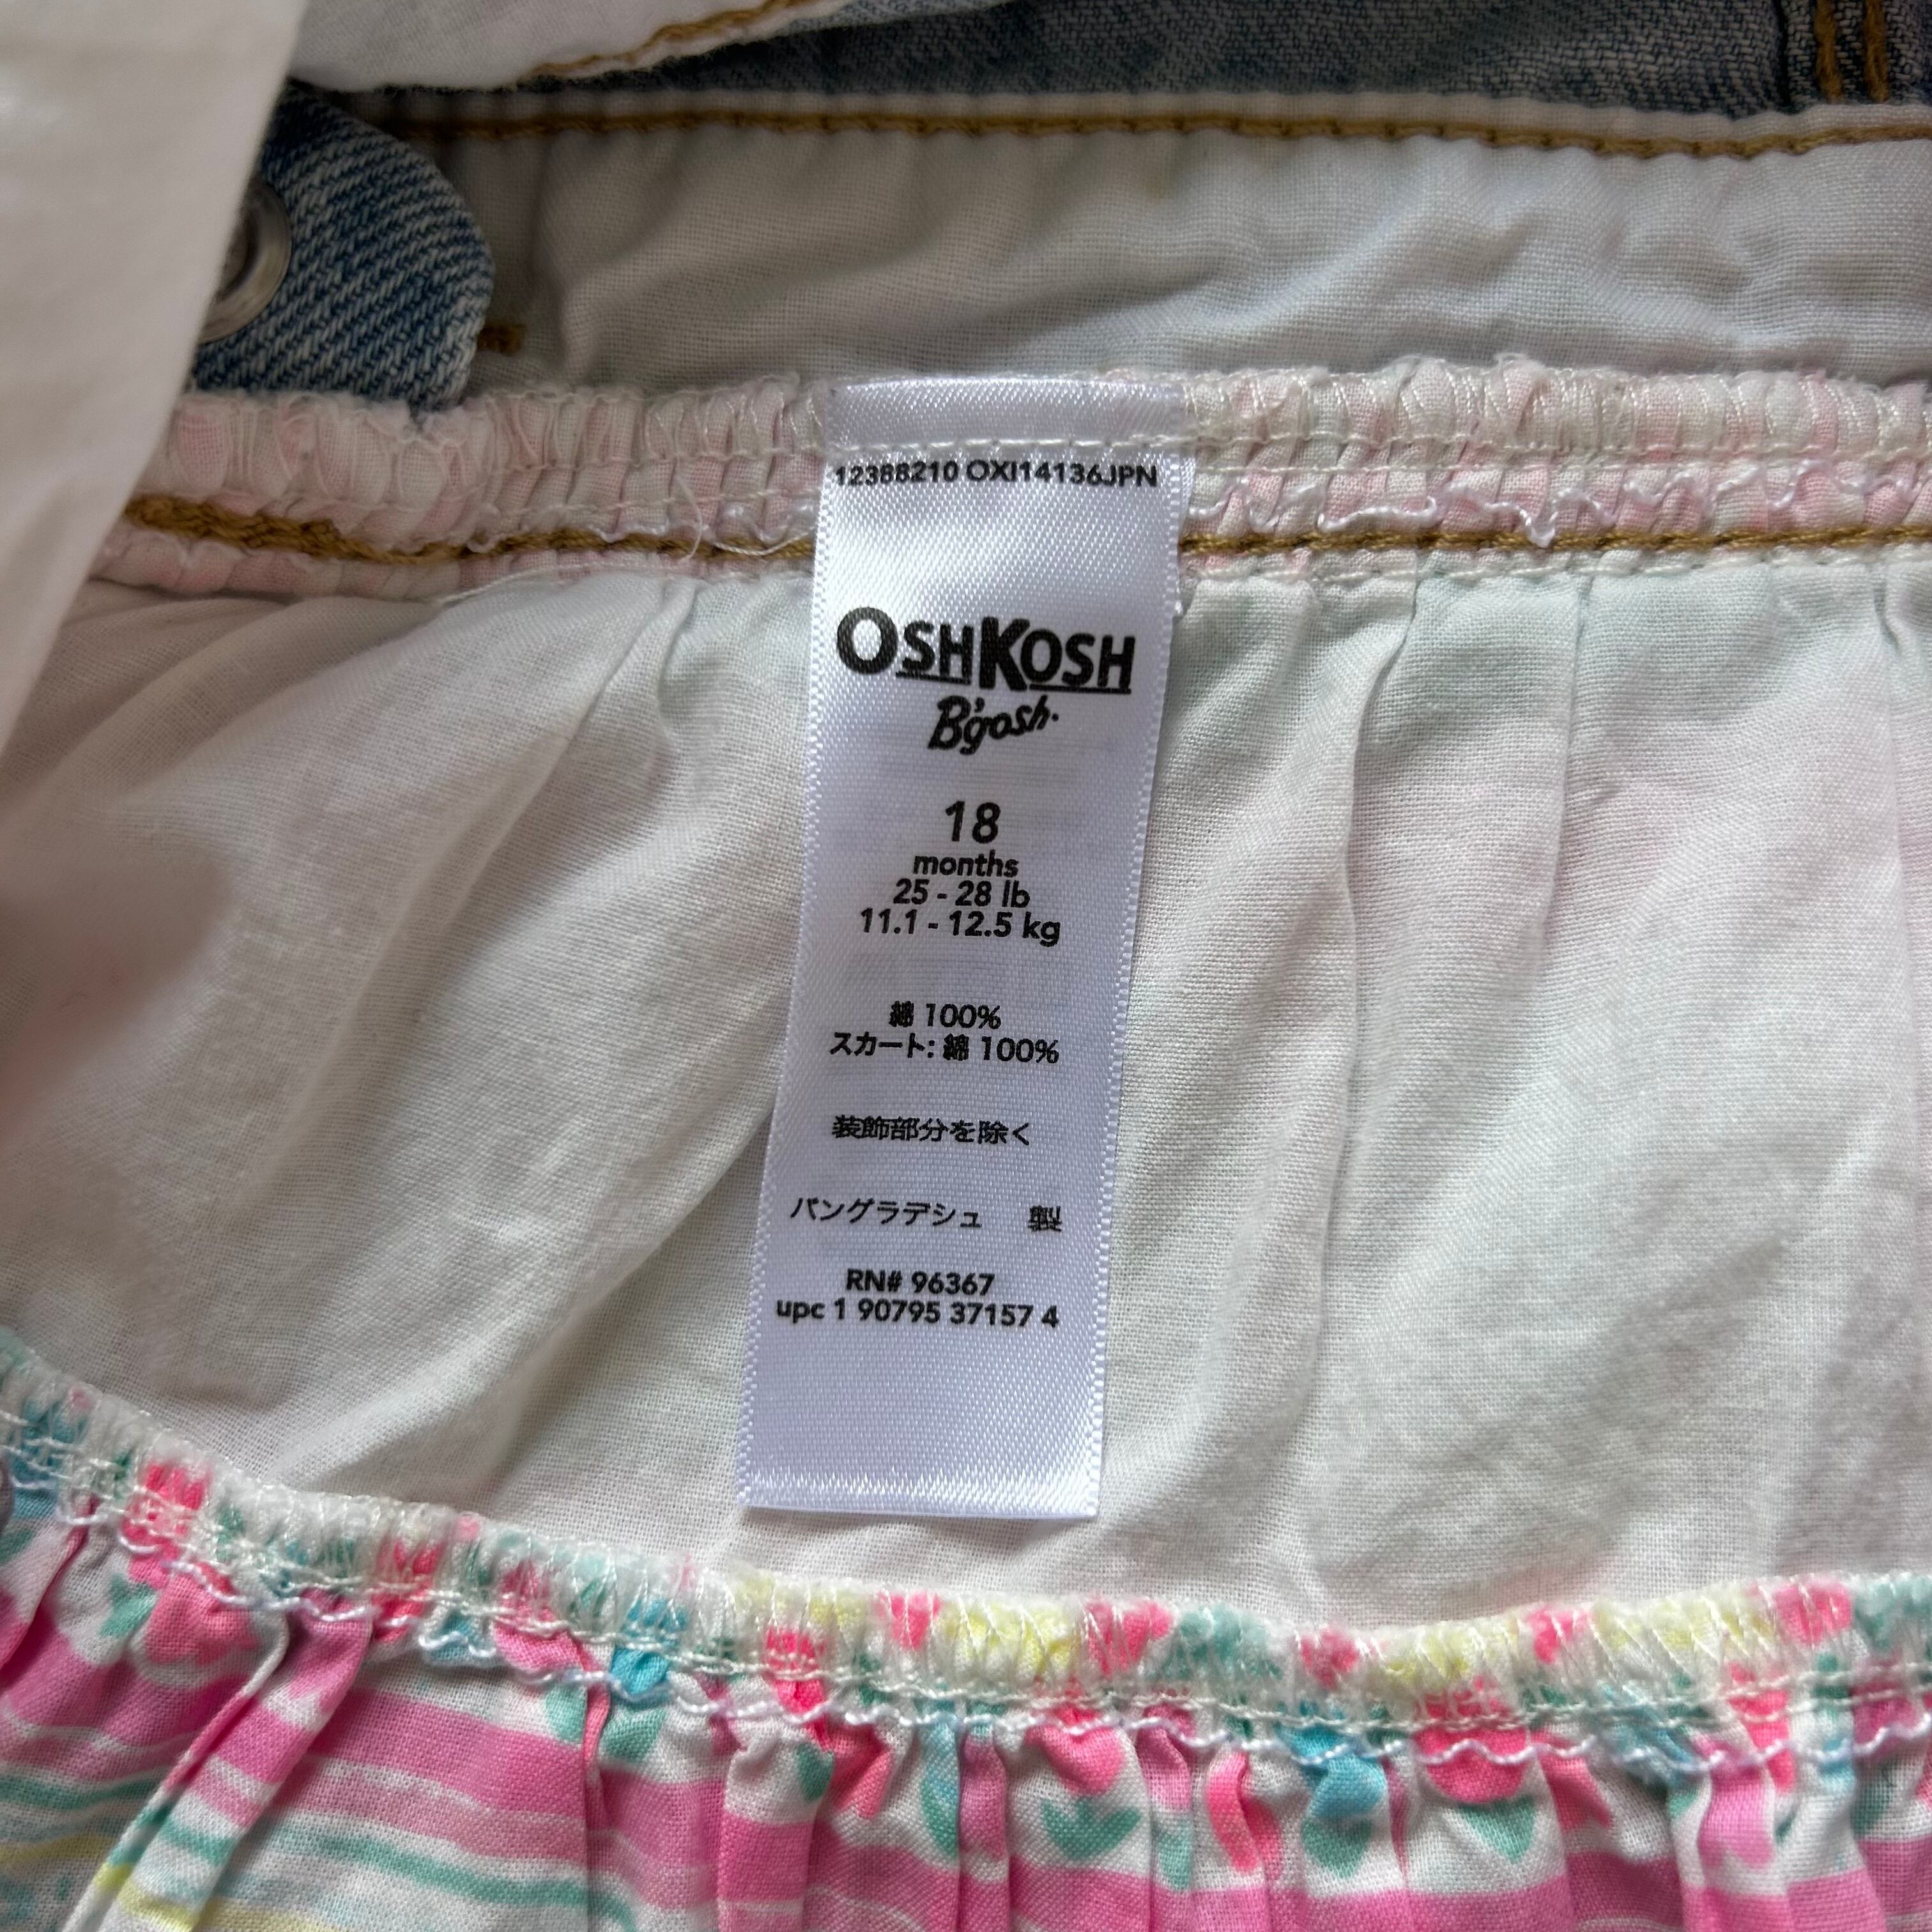 12388210 OXI14136JPN
OSHKOSH
B'gosh.
18
months
25 - 28 lb
11.1 - 12.5 kg
綿 100%
スカート: 綿 100%
装飾部分を除く
バングラデシュ 製
RN# 96367
upc 1 90795 37157 4